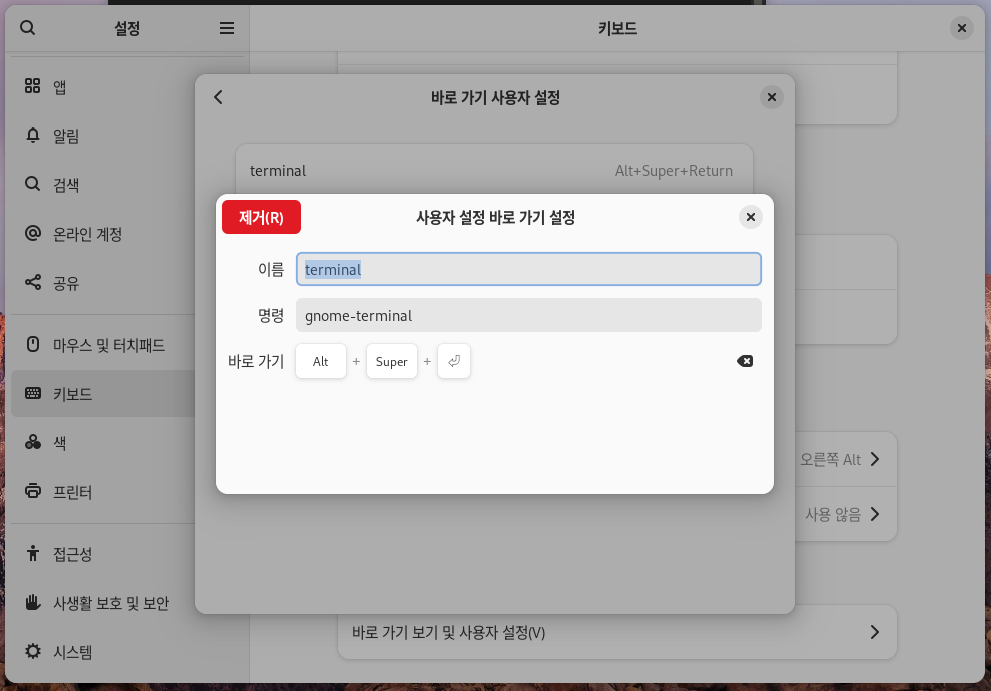 설정
키보드
앱
알림
검색
온라인 계정
공유
마우스 및 터치패드
키보드
색
프린터
접근성
사생활 보호 및 보안
시스템
바로 가기 사용자 설정
terminal Alt+Super+Return
제거(R) 사용자 설정 바로 가기 설정
이름 terminal
명령 gnome-terminal
바로 가기 Alt + Super + ⏎
오른쪽 Alt
사용 않음
바로 가기 보기 및 사용자 설정(V)